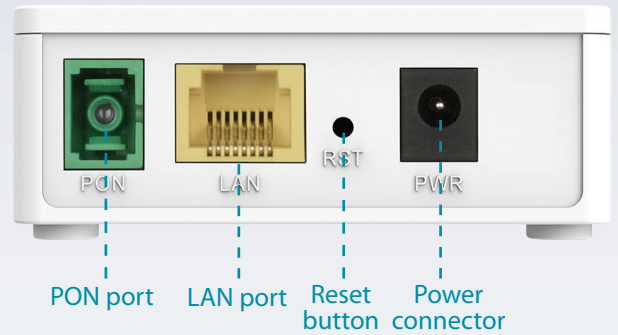 PON
LAN
RST
PWR
PON port
LAN port
Reset
button
Power
connector